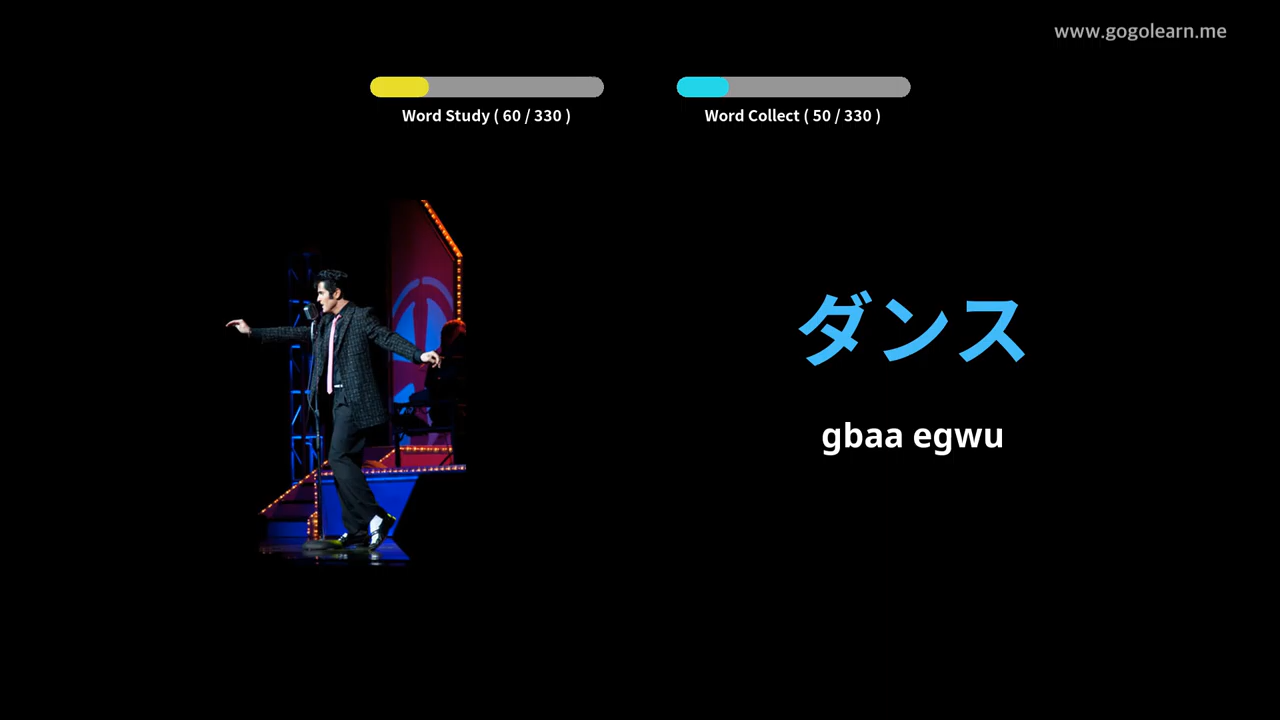 www.gogolearn.me
Word Study ( 60 / 330 )
Word Collect ( 50 / 330 )
ダンス
gbaa egwu